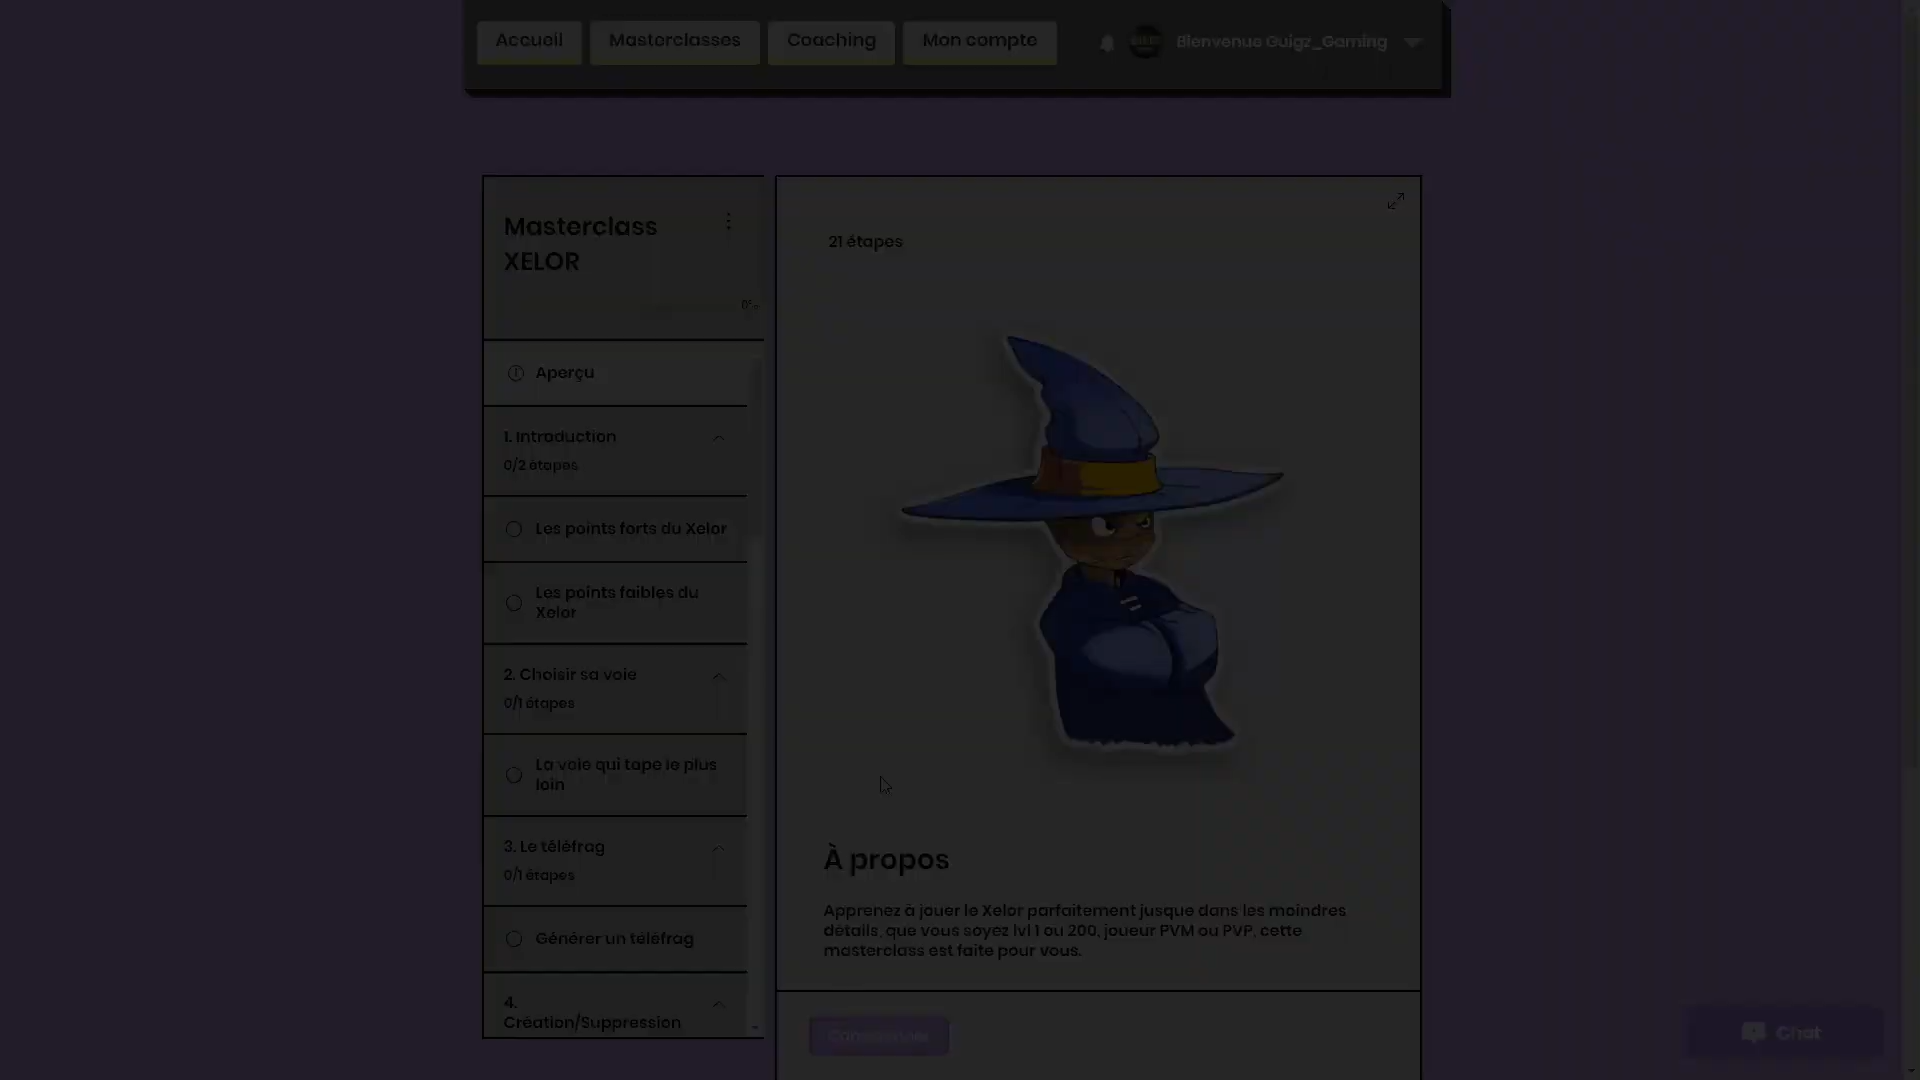 Accueil
Masterclasses
Coaching
Mon compte
Bienvenue Guigz_Gaming
Masterclass
XELOR
Aperçu
1. Introduction
0/2 étapes
Les points forts du Xelor
Les points faibles du
Xelor
2. Choisir sa voie
0/1 étapes
La voie qui tape le plus
loin
3. Le téléfrag
0/1 étapes
Générer un téléfrag
4.
Création/Suppression
21 étapes
À propos
Apprenez à jouer le Xelor parfaitement jusque dans les moindres
détails, que vous soyez lvl 1 ou 200, joueur PVM ou PVP, cette
masterclass est faite pour vous.
Chat